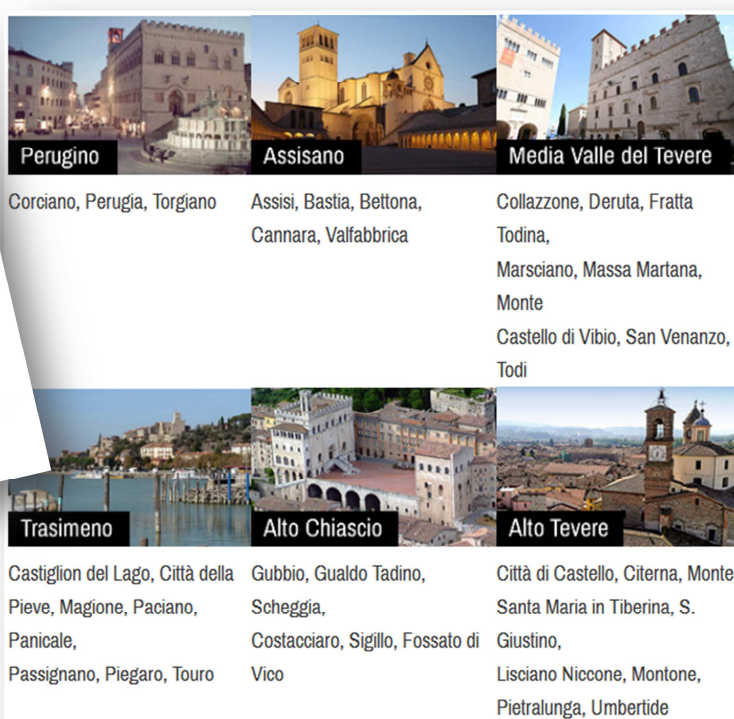 Perugino
Corciano, Perugia, Torgiano
Assisano
Assisi, Bastia, Bettona,
Cannara, Valfabbrica
Media Valle del Tevere
Collazzone, Deruta, Fratta
Todina,
Marsciano, Massa Martana,
Monte
Castello di Vibio, San Venanzo,
Todi
Trasimeno
Castiglion del Lago, Città della
Pieve, Magione, Paciano,
Panicale,
Passignano, Piegaro, Touro
Alto Chiascio
Gubbio, Gualdo Tadino,
Scheggia,
Costacciaro, Sigillo, Fossato di
Vico
Alto Tevere
Città di Castello, Citerna, Monte
Santa Maria in Tiberina, S.
Giustino,
Lisciano Niccone, Montone,
Pietralunga, Umbertide